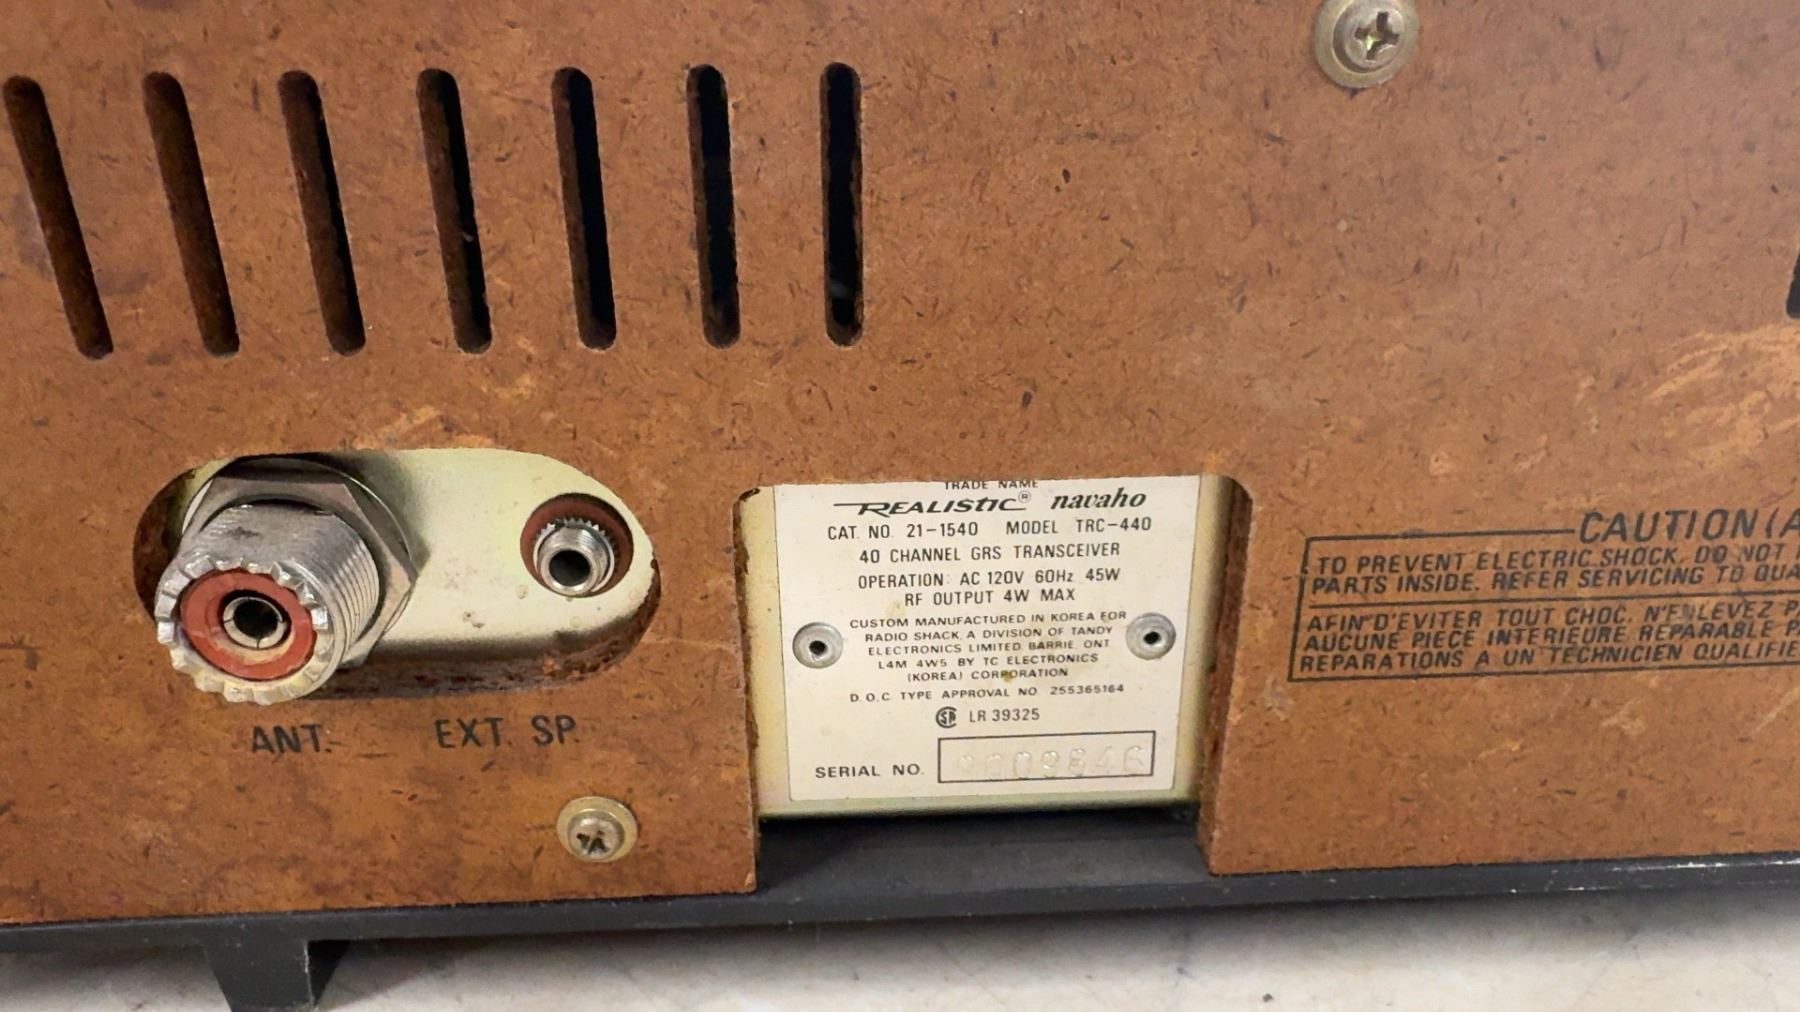 TRADE NAME
REALISTIC® navaho
CAT. NO. 21-1540 MODEL TRC-440
40 CHANNEL GRS TRANSCEIVER
OPERATION: AC 120V 60Hz 45W
RF OUTPUT 4W MAX
CUSTOM MANUFACTURED IN KOREA FOR
RADIO SHACK, A DIVISION OF TANDY
ELECTRONICS LIMITED. BARRIE. ONT
L4M 4W5 BY TC ELECTRONICS
(KOREA) CORPORATION
D.O.C. TYPE APPROVAL NO. 255365164
LR 39325
SERIAL NO.
ANT. EXT. SP.
CAUTION (A
TO PREVENT ELECTRIC SHOCK, DO NOT
PARTS INSIDE. REFER SERVICING TO QUA
AFIN D'EVITER TOUT CHOC, N'ENLEVEZ P
AUCUNE PIECE INTERIEURE REPARABLE P
REPARATIONS A UN TECHNICIEN QUALIFIE